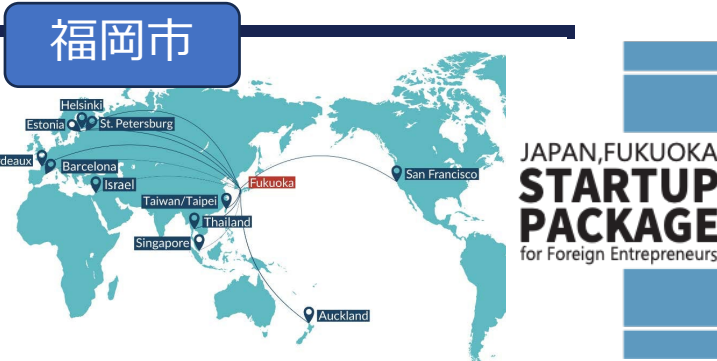 福岡市
Helsinki
Estonia
St. Petersburg
deaux
Barcelona
Israel
Fukuoka
San Francisco
Taiwan/Taipei
Thailand
Singapore
Auckland
JAPAN,FUKUOKA
STARTUP
PACKAGE
for Foreign Entrepreneurs